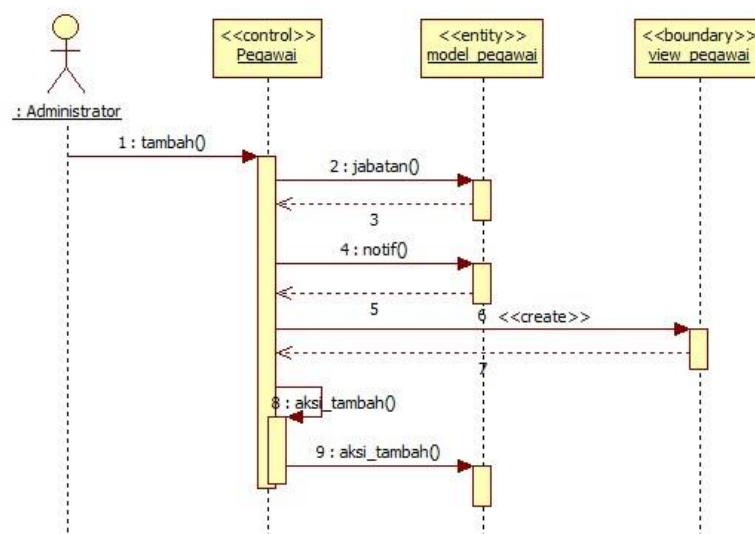 <<control>>
Pegawai
<<entity>>
model_pegawai
<<boundary>>
view_pegawai
: Administrator
1 : tambah()
2 : jabatan()
3
4 : notif()
5
6 <<create>>
7
8 : aksi_tambah()
9 : aksi_tambah()